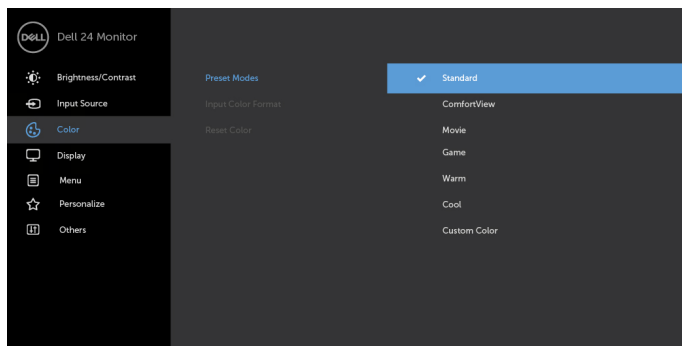 DELL Dell 24 Monitor
Brightness/Contrast Preset Modes Standard
Input Source Input Color Format ComfortView
Color Reset Color Movie
Display Game
Menu Warm
Personalize Cool
Others Custom Color